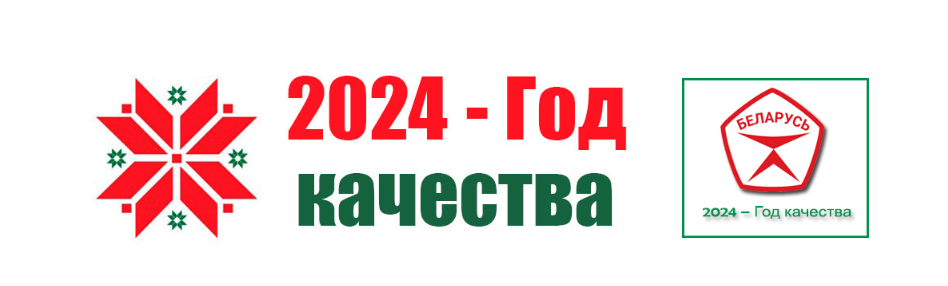 2024 - Год
качества
БЕЛАРУСЬ
2024 – Год качества